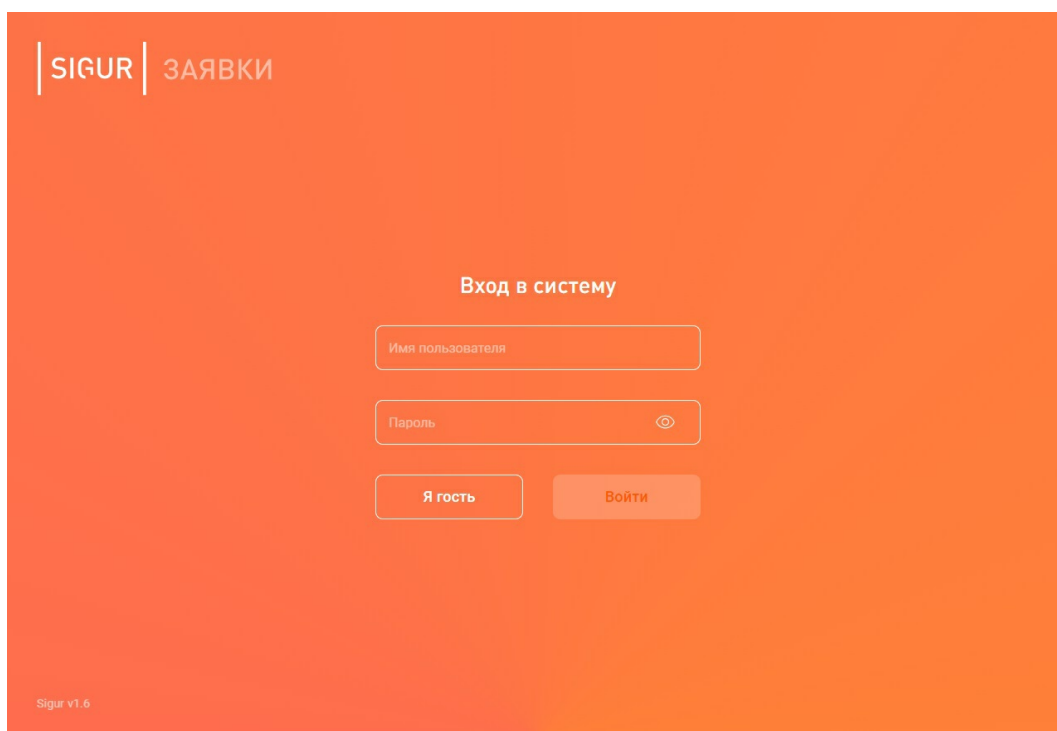 SIGUR ЗАЯВКИ
Вход в систему
Имя пользователя
Пароль
Я гость Войти
Sigur v1.6